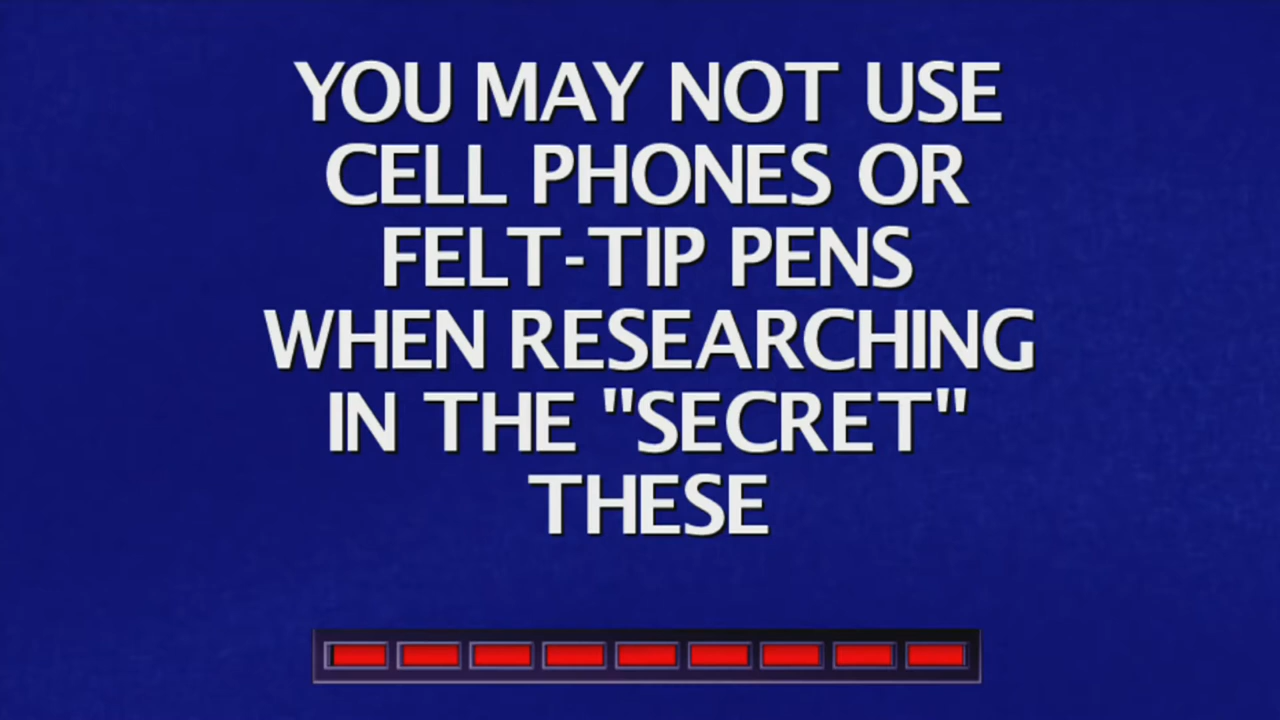 YOU MAY NOT USE
CELL PHONES OR
FELT-TIP PENS
WHEN RESEARCHING
IN THE "SECRET"
THESE